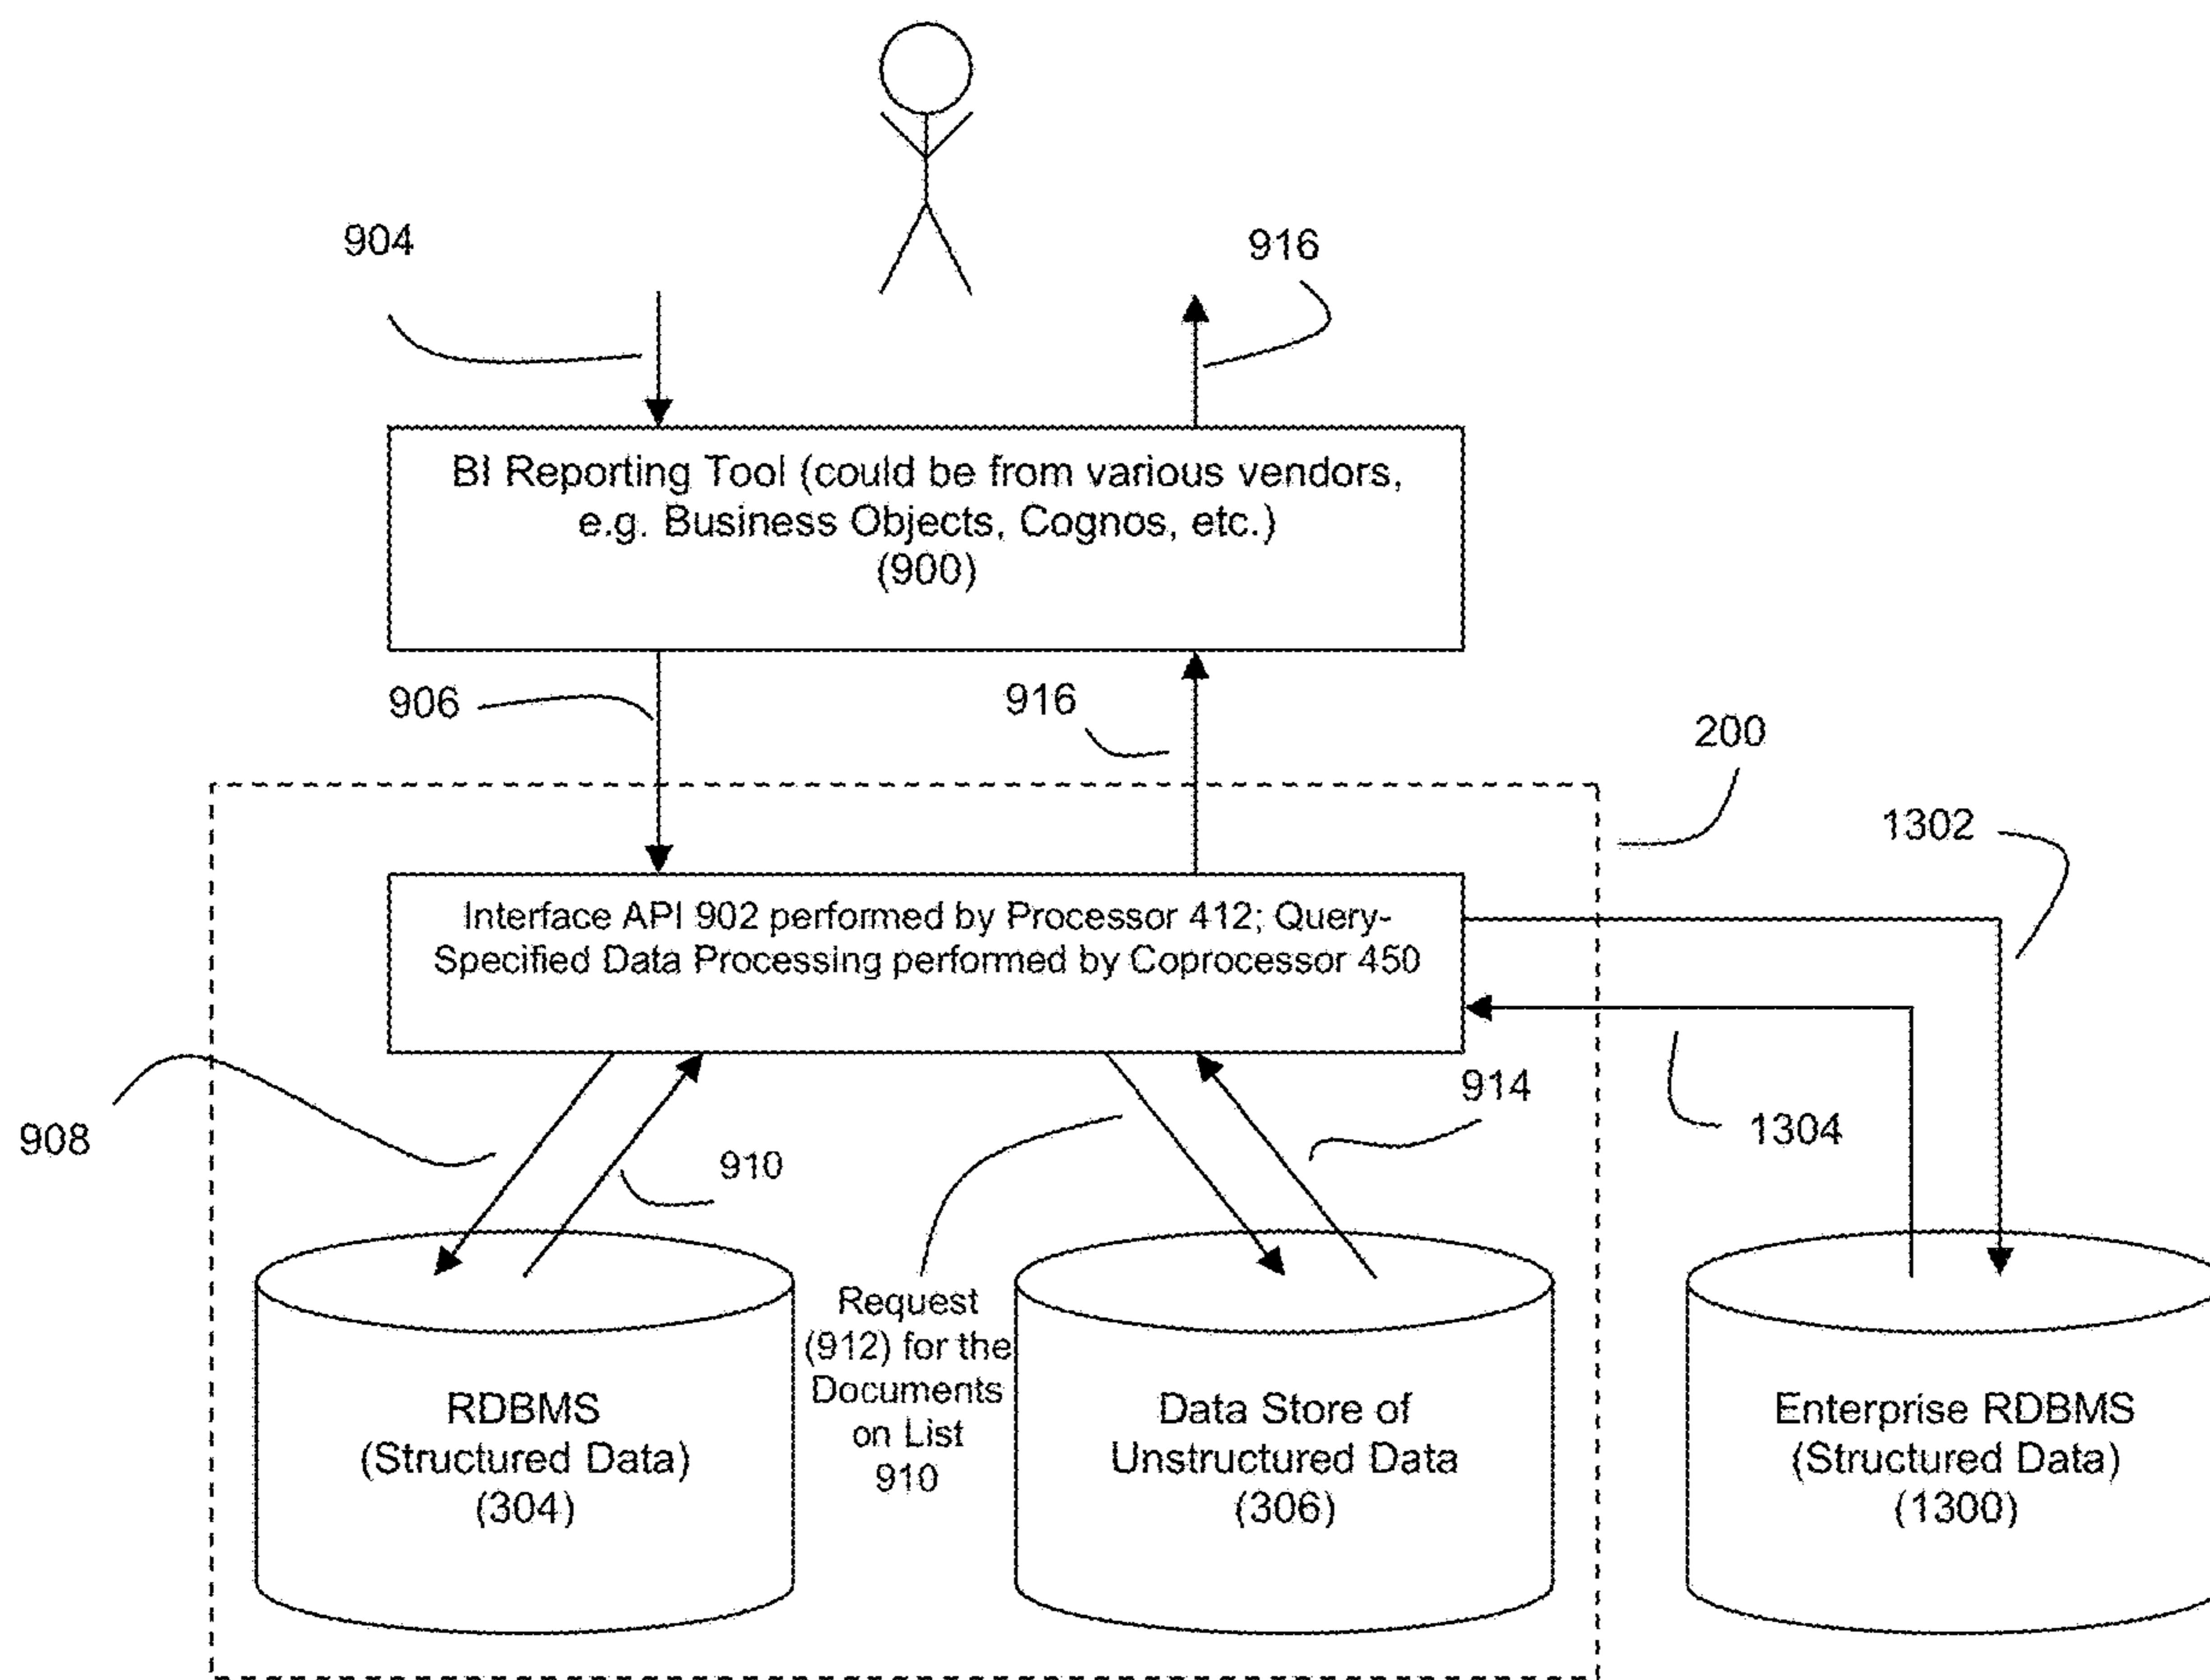 904
916
BI Reporting Tool (could be from various vendors,
e.g. Business Objects, Cognos, etc.)
(900)
906
916
200
1302
Interface API 902 performed by Processor 412; Query-
Specified Data Processing performed by Coprocessor 450
908
910
914
1304
Request
(912) for the
Documents
on List
910
RDBMS
(Structured Data)
(304)
Data Store of
Unstructured Data
(306)
Enterprise RDBMS
(Structured Data)
(1300)